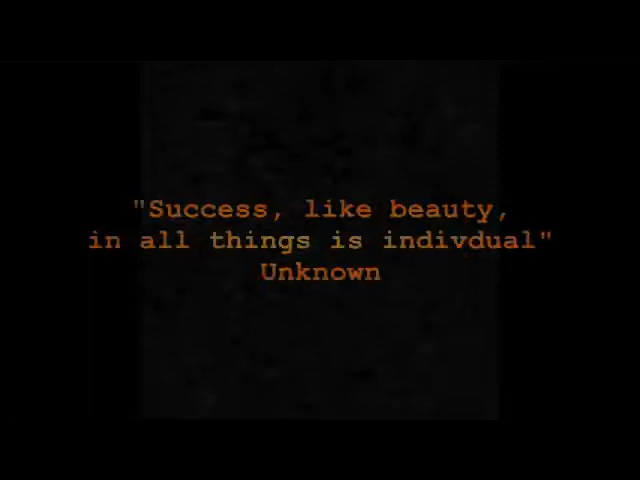 "Success, like beauty,
in all things is indivdual"
Unknown